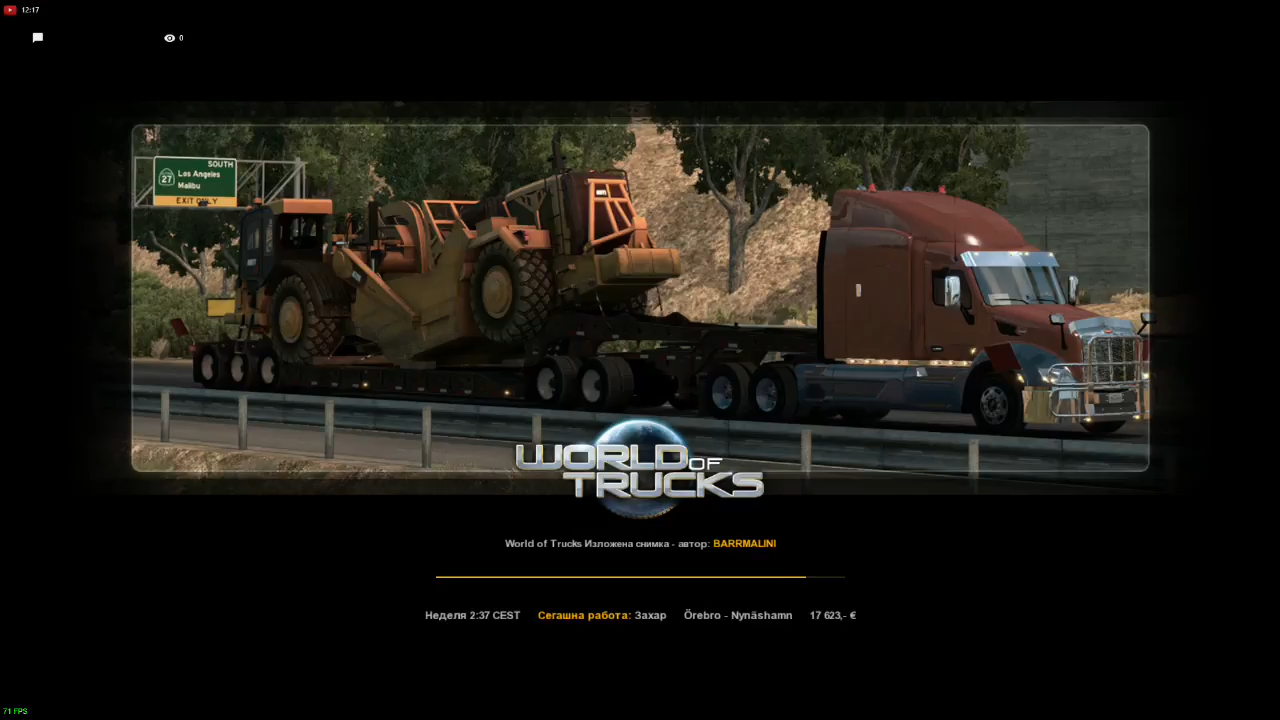 12:17
0
SOUTH
27 Los Angeles
Malibu
EXIT ONLY
WORLD OF
TRUCKS
World of Trucks Изложена снимка - автор: BARRMALINI
Неделя 2:37 CEST Сегашна работа: Захар Örebro - Nynäshamn 17 623,- €
71 FPS